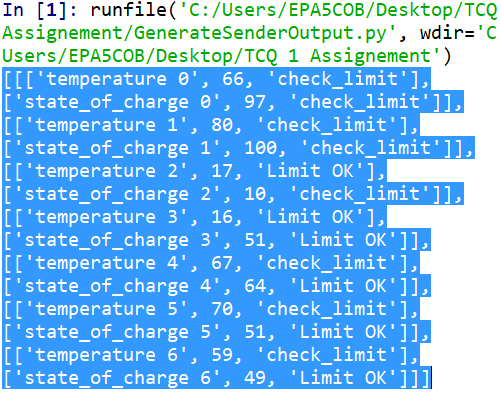 In [1]: runfile('C:/Users/EPA5COB/Desktop/TCQ
Assignement/GenerateSenderOutput.py', wdir='C
Users/EPA5COB/Desktop/TCQ 1 Assignement')
[[['temperature 0', 66, 'check_limit'],
['state_of_charge 0', 97, 'check_limit']],
[['temperature 1', 80, 'check_limit'],
['state_of_charge 1', 100, 'check_limit']],
[['temperature 2', 17, 'Limit OK'],
['state_of_charge 2', 10, 'check_limit']],
[['temperature 3', 16, 'Limit OK'],
['state_of_charge 3', 51, 'Limit OK']],
[['temperature 4', 67, 'check_limit'],
['state_of_charge 4', 64, 'Limit OK']],
[['temperature 5', 70, 'check_limit'],
['state_of_charge 5', 51, 'Limit OK']],
[['temperature 6', 59, 'check_limit'],
['state_of_charge 6', 49, 'Limit OK']]]